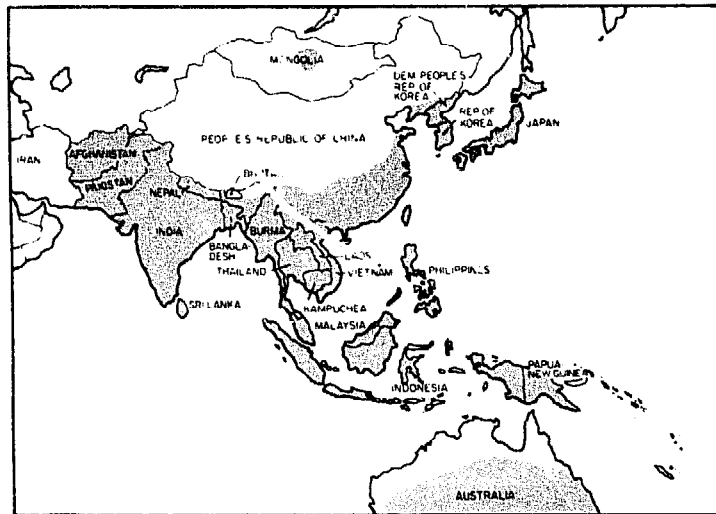 MONGOLIA
DEM PEOPLES
REP OF
KOREA
REP OF
KOREA
JAPAN
PEOPLES REPUBLIC OF CHINA
IRAN
AFGHANISTAN
PAKISTAN
NEPAL
INDIA
BANGLA-
DESH
BURMA
LAOS
THAILAND
VIETNAM
PHILIPPINES
SRI LANKA
KAMPUCHEA
MALAYSIA
PAPUA
NEW GUINEA
INDONESIA
AUSTRALIA